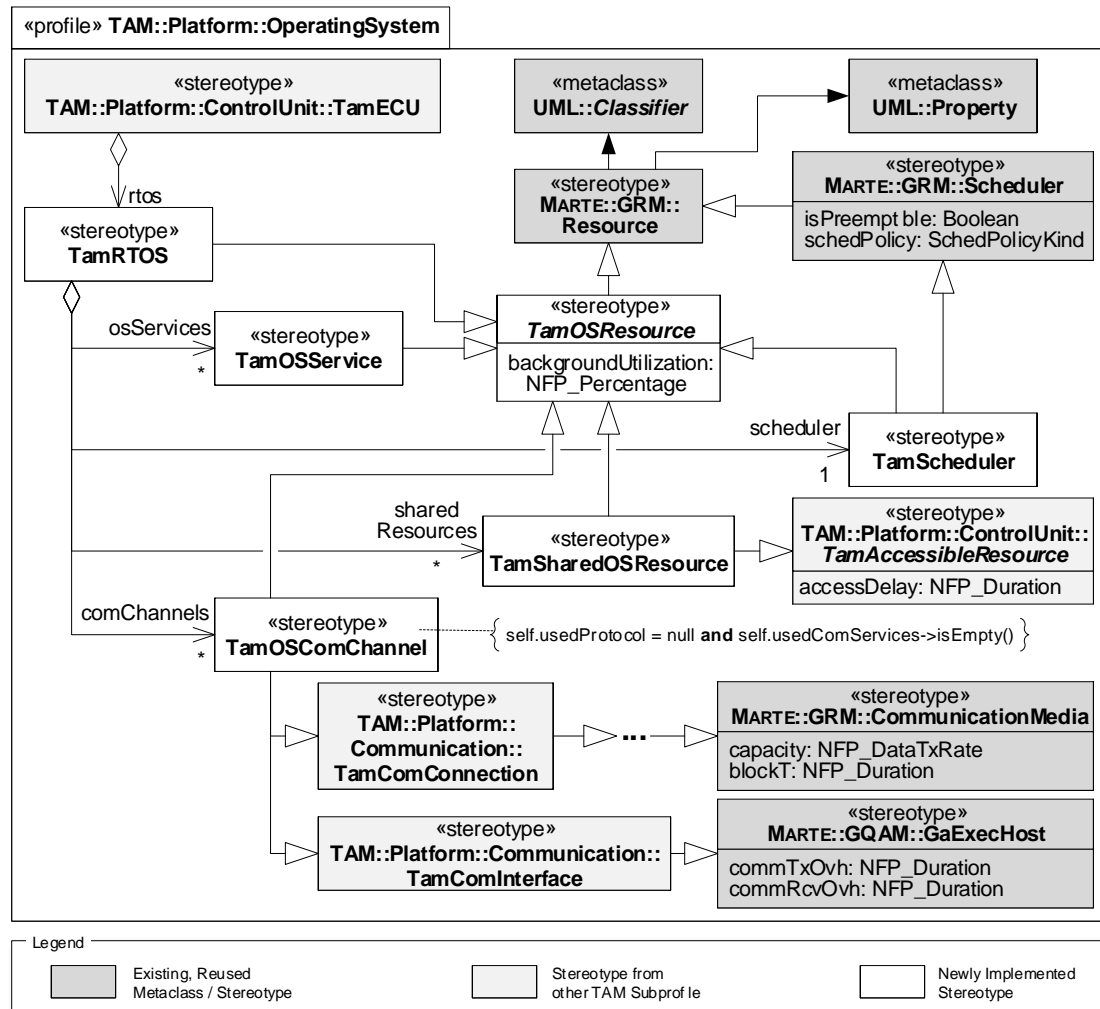 «profile» TAM::Platform::OperatingSystem
«stereotype»
TAM::Platform::ControlUnit::TamECU
«metaclass»
UML::Classifier
«metaclass»
UML::Property
rtos
«stereotype»
MARTE::GRM::
Resource
«stereotype»
MARTE::GRM::Scheduler
isPreempt ble: Boolean
schedPolicy: SchedPolicyKind
«stereotype»
TamRTOS
osServices
*
«stereotype»
TamOSService
«stereotype»
TamOSResource
backgroundUtilization:
NFP_Percentage
scheduler
1
«stereotype»
TamScheduler
shared
Resources
*
«stereotype»
TamSharedOSResource
«stereotype»
TAM::Platform::ControlUnit::
TamAccessibleResource
accessDelay: NFP_Duration
comChannels
*
«stereotype»
TamOSComChannel
{ self.usedProtocol = null and self.usedComServices->isEmpty() }
«stereotype»
TAM::Platform::
Communication::
TamComConnection
...
«stereotype»
MARTE::GRM::CommunicationMedia
capacity: NFP_DataTxRate
blockT: NFP_Duration
«stereotype»
TAM::Platform::Communication::
TamComInterface
«stereotype»
MARTE::GQAM::GaExecHost
commTxOvh: NFP_Duration
commRcvOvh: NFP_Duration
Legend
Existing, Reused
Metaclass / Stereotype
Stereotype from
other TAM Subprofile
Newly Implemented
Stereotype